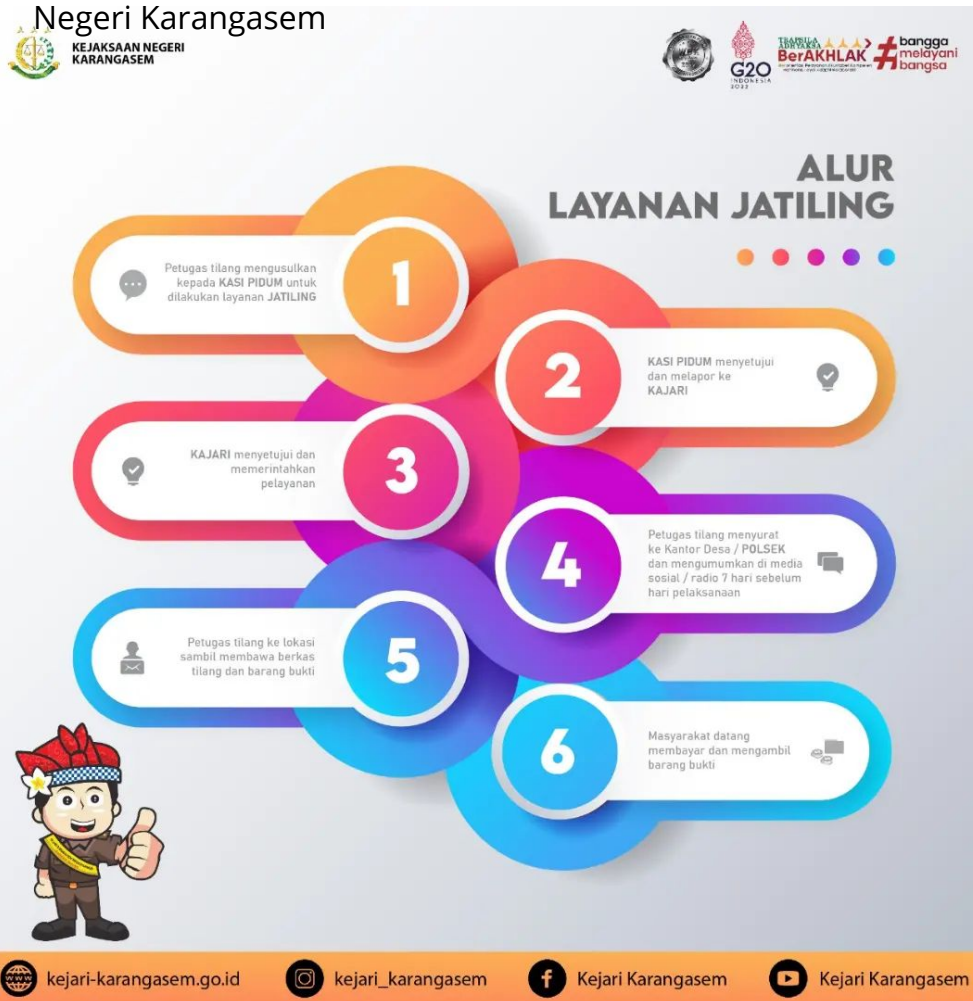 Negeri Karangasem
KEJAKSAAN NEGERI
KARANGASEM
G20
INDONESIA
2022
BerAKHLAK
#bangga
melayani
bangsa
ALUR
LAYANAN JATILING
Petugas tilang mengusulkan
kepada KASI PIDUM untuk
dilakukan layanan JATILING
1
2
KASI PIDUM menyetujui
dan melapor ke
KAJARI
KAJARI menyetujui dan
memerintahkan
pelayanan
3
4
Petugas tilang menyurat
ke Kantor Desa / POLSEK
dan mengumumkan di media
sosial / radio 7 hari sebelum
hari pelaksanaan
Petugas tilang ke lokasi
sambil membawa berkas
tilang dan barang bukti
5
6
Masyarakat datang
membayar dan mengambil
barang bukti
kejari-karangasem.go.id
kejari_karangasem
Kejari Karangasem
Kejari Karangasem